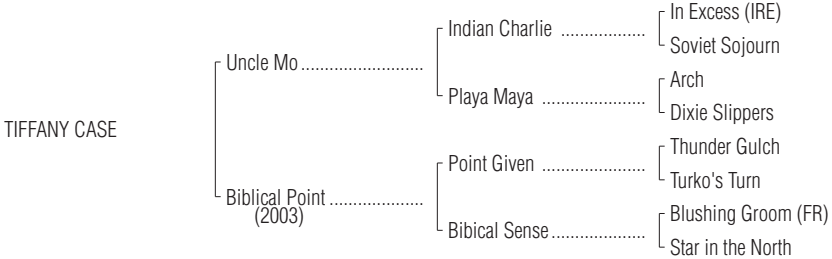 In Excess (IRE)
Indian Charlie ...................
Soviet Sojourn
Uncle Mo ..........................
Arch
Playa Maya ......................
Dixie Slippers
TIFFANY CASE
Thunder Gulch
Point Given ......................
Turko's Turn
Biblical Point ....................
(2003)
Blushing Groom (FR)
Bibical Sense ....................
Star in the North